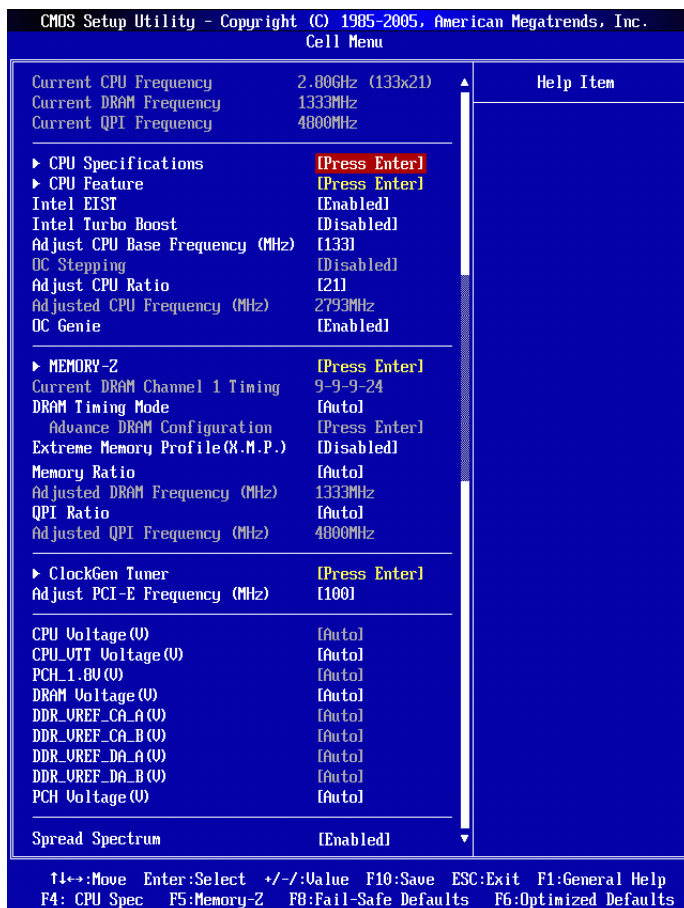 CMOS Setup Utility - Copyright (C) 1985-2005, American Megatrends, Inc.
Cell Menu
Current CPU Frequency 2.80GHz (133x21)
Current DRAM Frequency 1333MHz
Current QPI Frequency 4800MHz
Help Item
▶ CPU Specifications [Press Enter]
▶ CPU Feature [Press Enter]
Intel EIST [Enabled]
Intel Turbo Boost [Disabled]
Adjust CPU Base Frequency (MHz) [133]
OC Stepping [Disabled]
Adjust CPU Ratio [21]
Adjusted CPU Frequency (MHz) 2793MHz
OC Genie [Enabled]
▶ MEMORY-Z [Press Enter]
Current DRAM Channel 1 Timing 9-9-9-24
DRAM Timing Mode [Auto]
Advance DRAM Configuration [Press Enter]
Extreme Memory Profile(X.M.P.) [Disabled]
Memory Ratio [Auto]
Adjusted DRAM Frequency (MHz) 1333MHz
QPI Ratio [Auto]
Adjusted QPI Frequency (MHz) 4800MHz
▶ ClockGen Tuner [Press Enter]
Adjust PCI-E Frequency (MHz) [100]
CPU Voltage(V) [Auto]
CPU_VTT Voltage(V) [Auto]
PCH_1.8V(V) [Auto]
DRAM Voltage(V) [Auto]
DDR_VREF_CA_A(V) [Auto]
DDR_VREF_CA_B(V) [Auto]
DDR_VREF_DA_A(V) [Auto]
DDR_VREF_DA_B(V) [Auto]
PCH Voltage(V) [Auto]
Spread Spectrum [Enabled]
↑↓←→:Move Enter:Select +/-/:Value F10:Save ESC:Exit F1:General Help
F4: CPU Spec F5:Memory-Z F8:Fail-Safe Defaults F6:Optimized Defaults